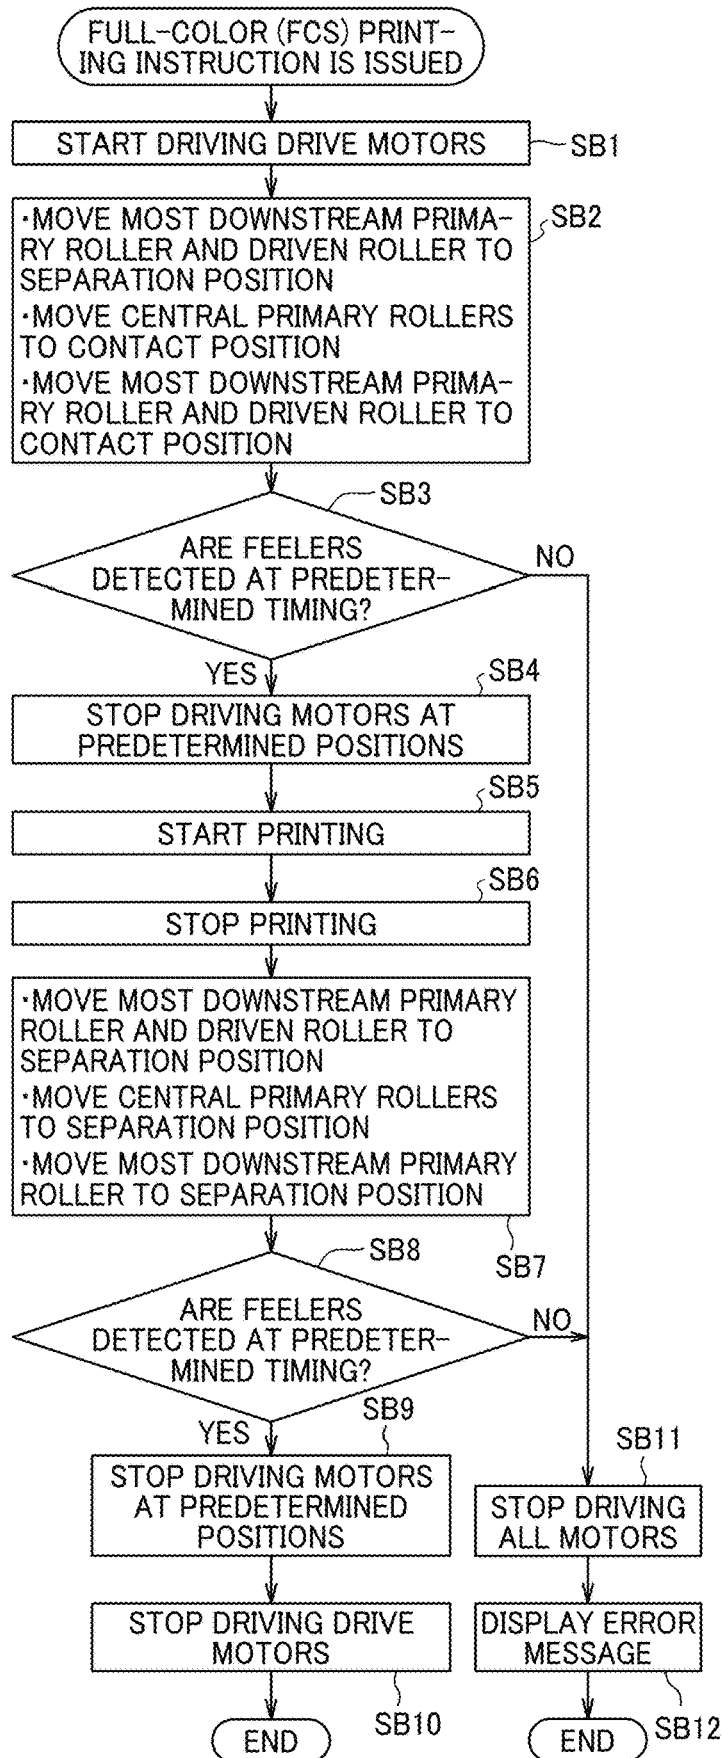 FULL-COLOR (FCS) PRINT-
ING INSTRUCTION IS ISSUED
START DRIVING DRIVE MOTORS
SB1
·MOVE MOST DOWNSTREAM PRIMA-
RY ROLLER AND DRIVEN ROLLER TO
SEPARATION POSITION
·MOVE CENTRAL PRIMARY ROLLERS
TO CONTACT POSITION
·MOVE MOST DOWNSTREAM PRIMA-
RY ROLLER AND DRIVEN ROLLER TO
CONTACT POSITION
SB2
SB3
ARE FEELERS
DETECTED AT PREDETER-
MINED TIMING?
NO
YES
SB4
STOP DRIVING MOTORS AT
PREDETERMINED POSITIONS
SB5
START PRINTING
SB6
STOP PRINTING
·MOVE MOST DOWNSTREAM PRIMARY
ROLLER AND DRIVEN ROLLER TO
SEPARATION POSITION
·MOVE CENTRAL PRIMARY ROLLERS
TO SEPARATION POSITION
·MOVE MOST DOWNSTREAM PRIMARY
ROLLER TO SEPARATION POSITION
SB7
SB8
ARE FEELERS
DETECTED AT PREDETER-
MINED TIMING?
NO
YES
SB9
STOP DRIVING MOTORS
AT PREDETERMINED
POSITIONS
SB11
STOP DRIVING
ALL MOTORS
STOP DRIVING DRIVE
MOTORS
SB10
DISPLAY ERROR
MESSAGE
SB12
END
END